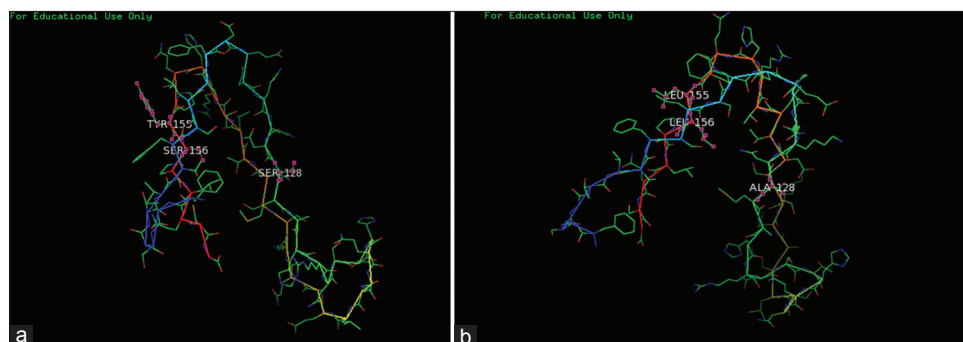 For Educational Use Only
TYR 155
SER 156
SER 128
a
For Educational Use Only
LEU 155
LEU 156
ALA 128
b